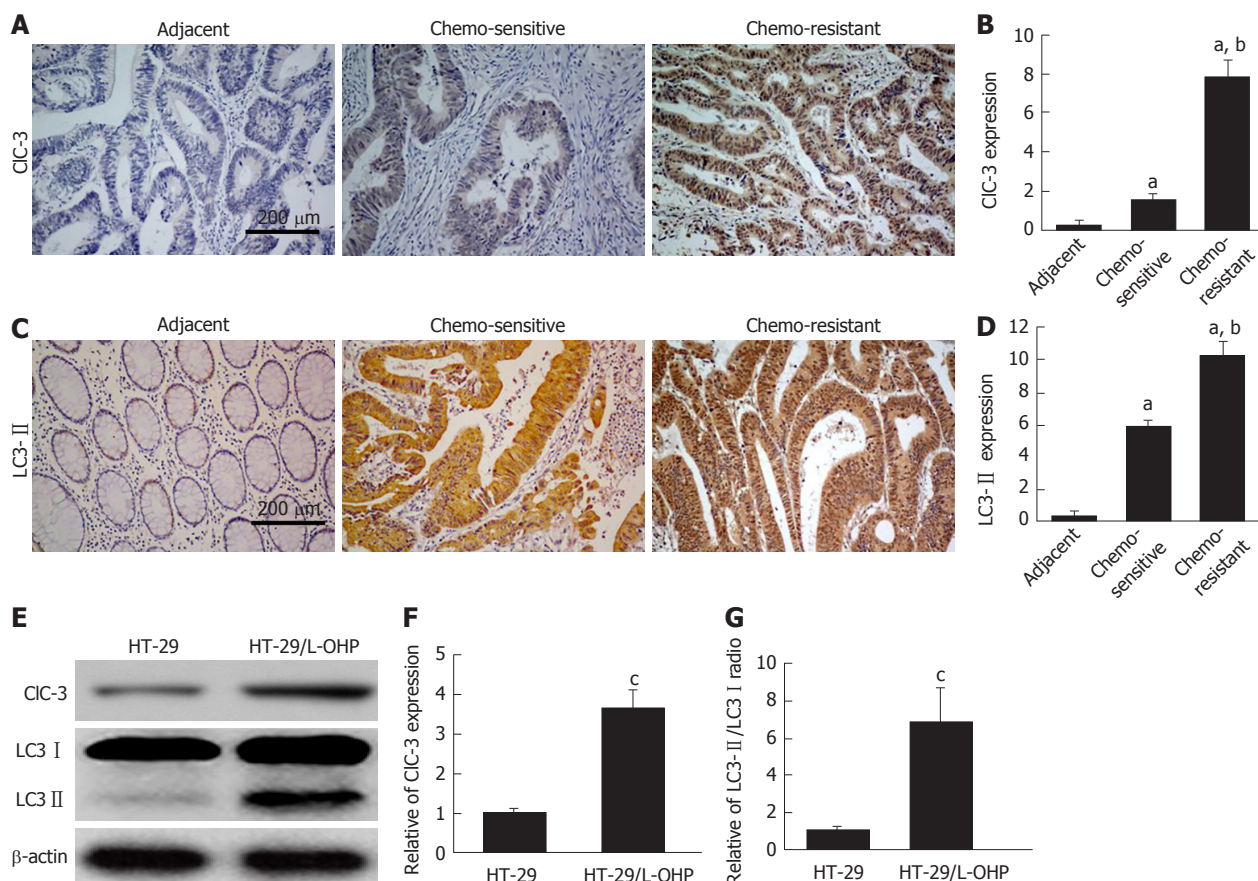 A
Adjacent
Chemo-sensitive
Chemo-resistant
ClC-3
200 μm
B
ClC-3 expression
10
8
6
4
2
0
a
a, b
Adjacent
Chemo-
sensitive
Chemo-
resistant
C
Adjacent
Chemo-sensitive
Chemo-resistant
LC3-Ⅱ
200 μm
D
LC3-Ⅱ expression
12
10
8
6
4
2
0
a
a, b
Adjacent
Chemo-
sensitive
Chemo-
resistant
E
HT-29
HT-29/L-OHP
ClC-3
LC3 Ⅰ
LC3 Ⅱ
β-actin
F
Relative of ClC-3 expression
5
4
3
2
1
0
c
HT-29
HT-29/L-OHP
G
Relative of LC3-Ⅱ/LC3 Ⅰ radio
10
8
6
4
2
0
c
HT-29
HT-29/L-OHP